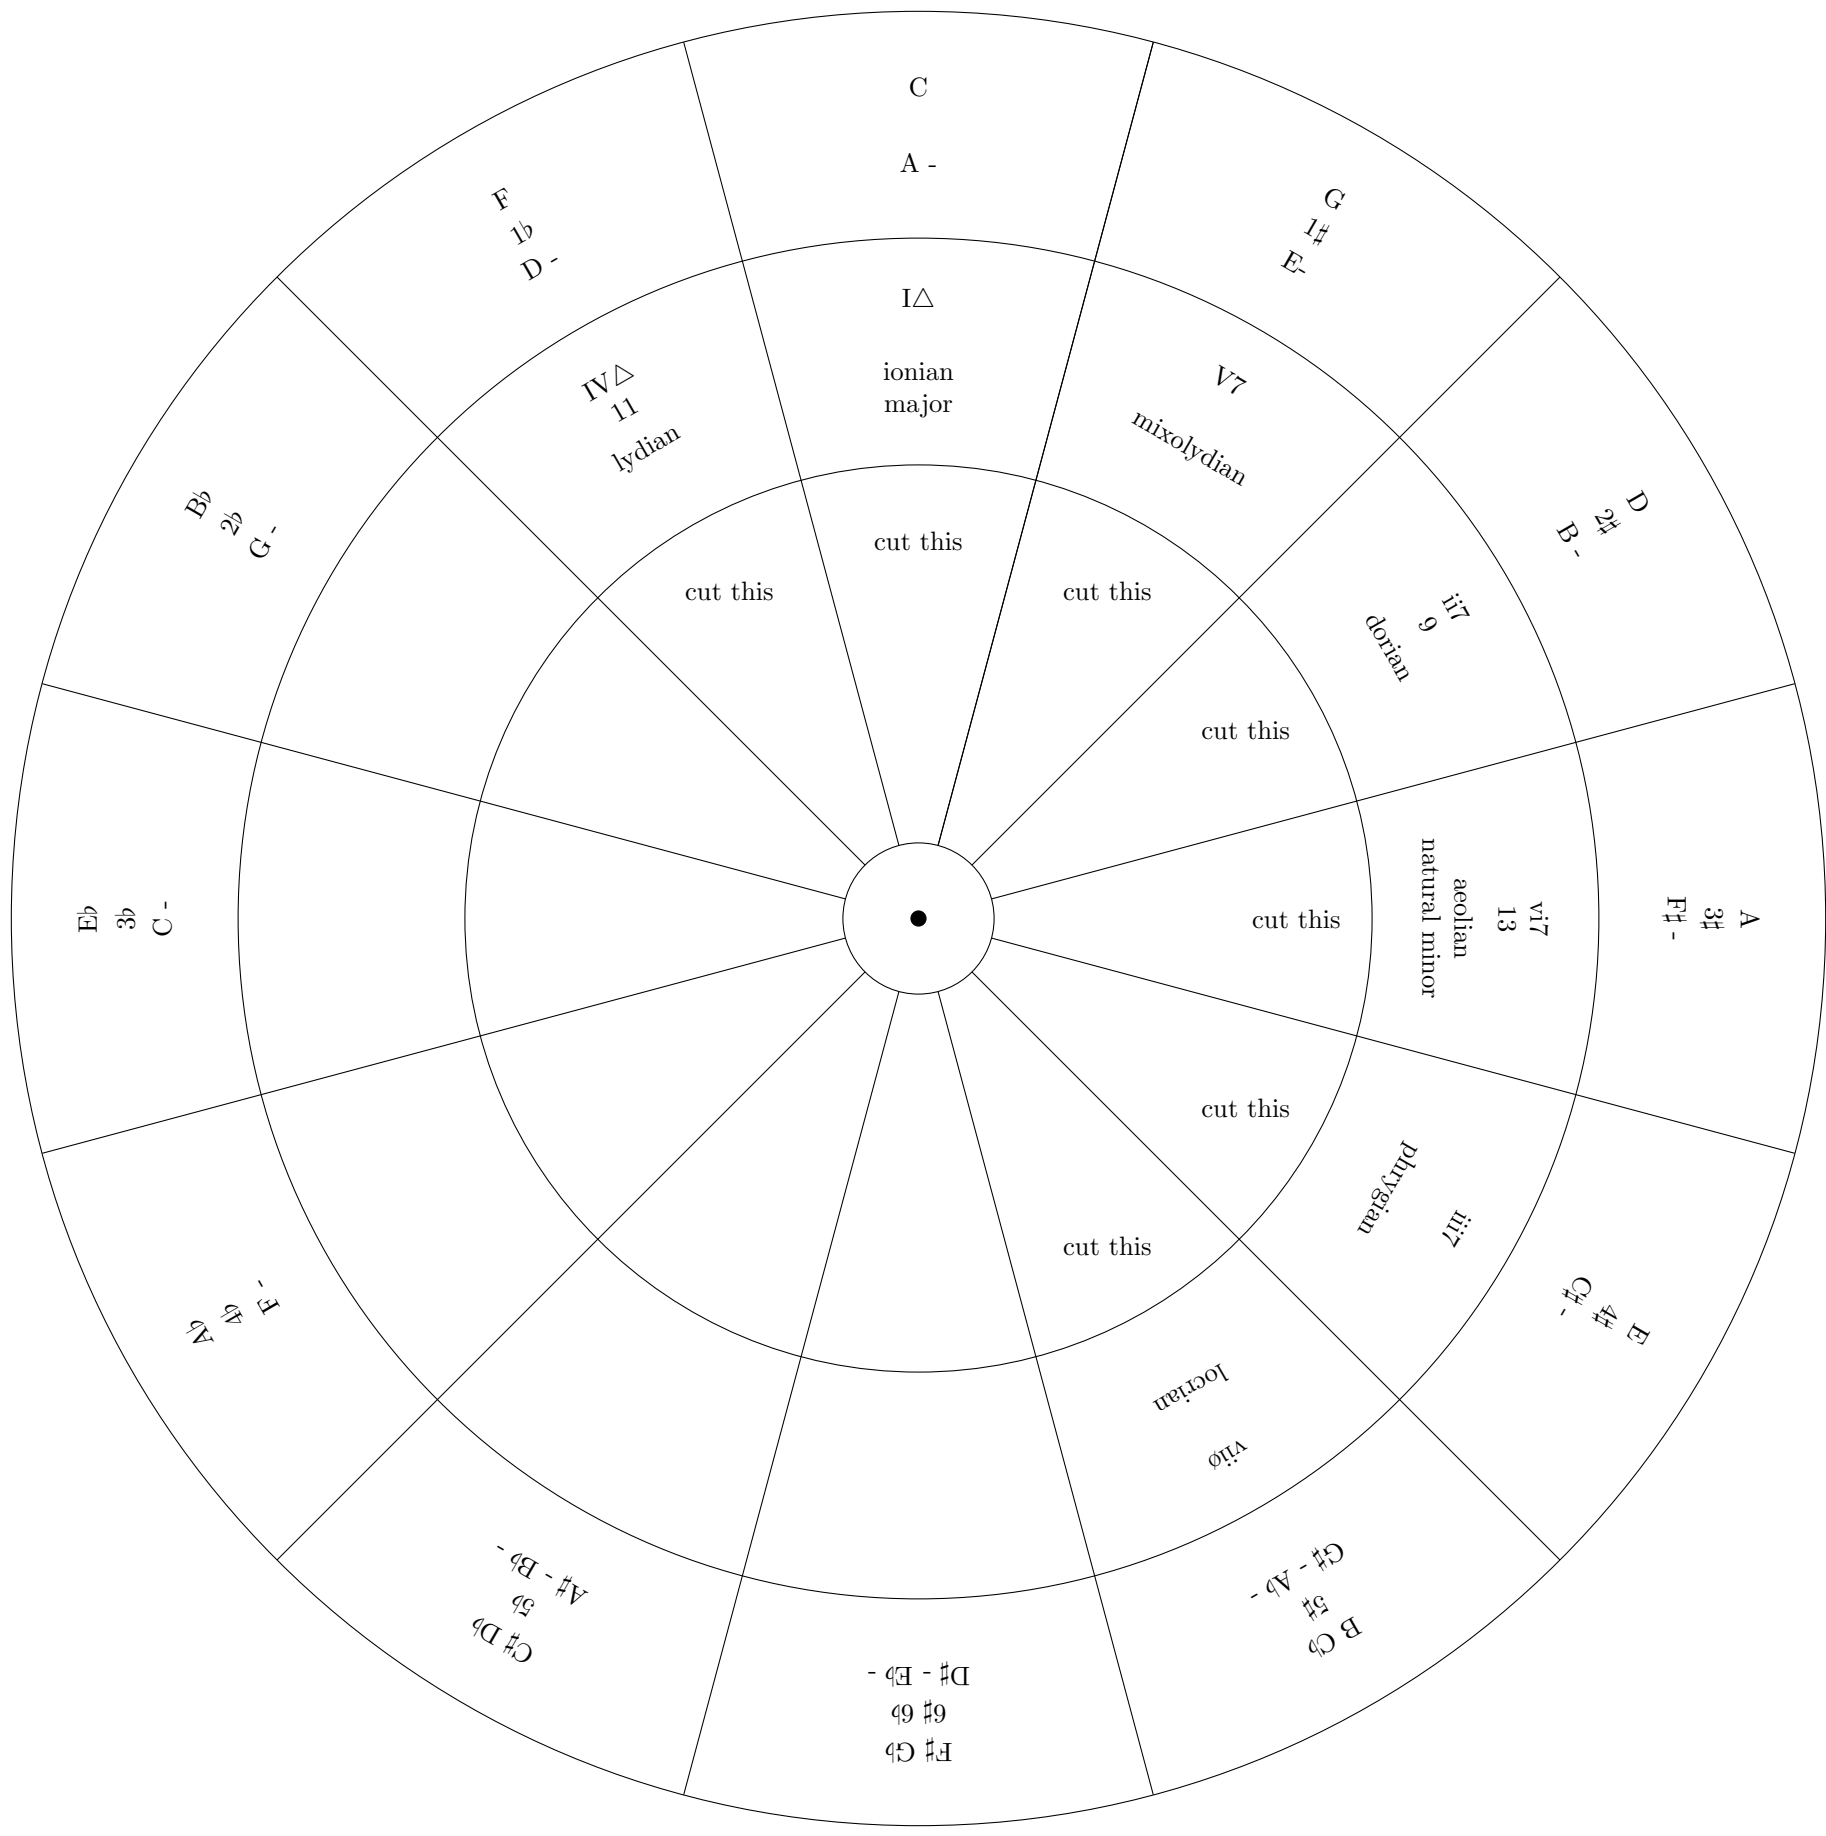 C
A -
G
1♯
E-
D
2♯
B -
A
3♯
F♯ -
E
4♯
C♯ -
B C♭
5♯
G♯ - A♭ -
F♯ G♭
6♯ 6♭
D♯ - E♭ -
C♯ D♭
5♭
A♯ - B♭ -
A♭
4♭
F -
E♭
3♭
C -
B♭
2♭
G -
F
1♭
D -
I△
ionian
major
V7
mixolydian
ii7
9
dorian
vi7
13
aeolian
natural minor
iii7
phrygian
viiø
locrian
IV△
11
lydian
cut this
cut this
cut this
cut this
cut this
cut this
cut this